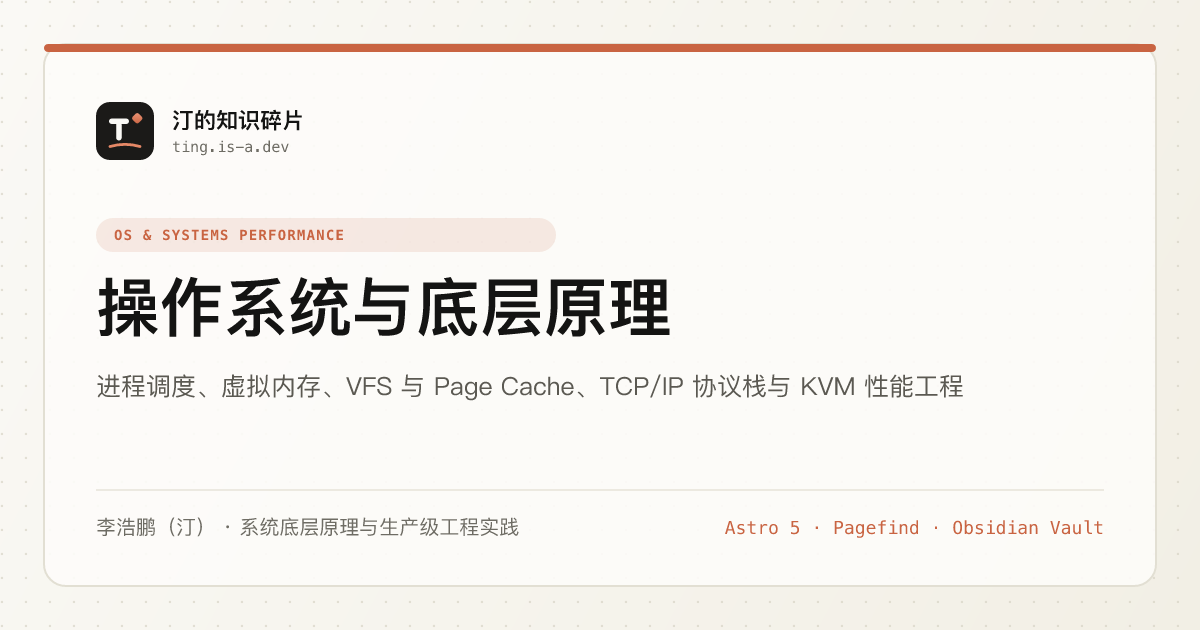 T
汀的知识碎片
ting.is-a.dev
OS & SYSTEMS PERFORMANCE
操作系统与底层原理
进程调度、虚拟内存、VFS 与 Page Cache、TCP/IP 协议栈与 KVM 性能工程
李浩鹏（汀） · 系统底层原理与生产级工程实践
Astro 5 · Pagefind · Obsidian Vault